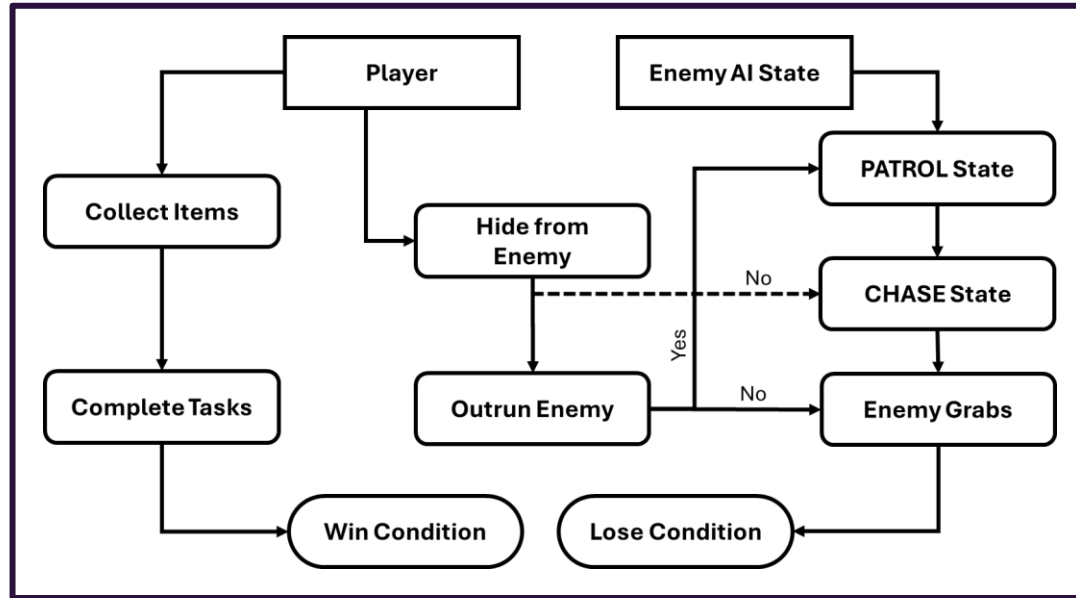 Player
Enemy AI State
PATROL State
Collect Items
Hide from
Enemy
No
CHASE State
Yes
Complete Tasks
Outrun Enemy
No
Enemy Grabs
Win Condition
Lose Condition